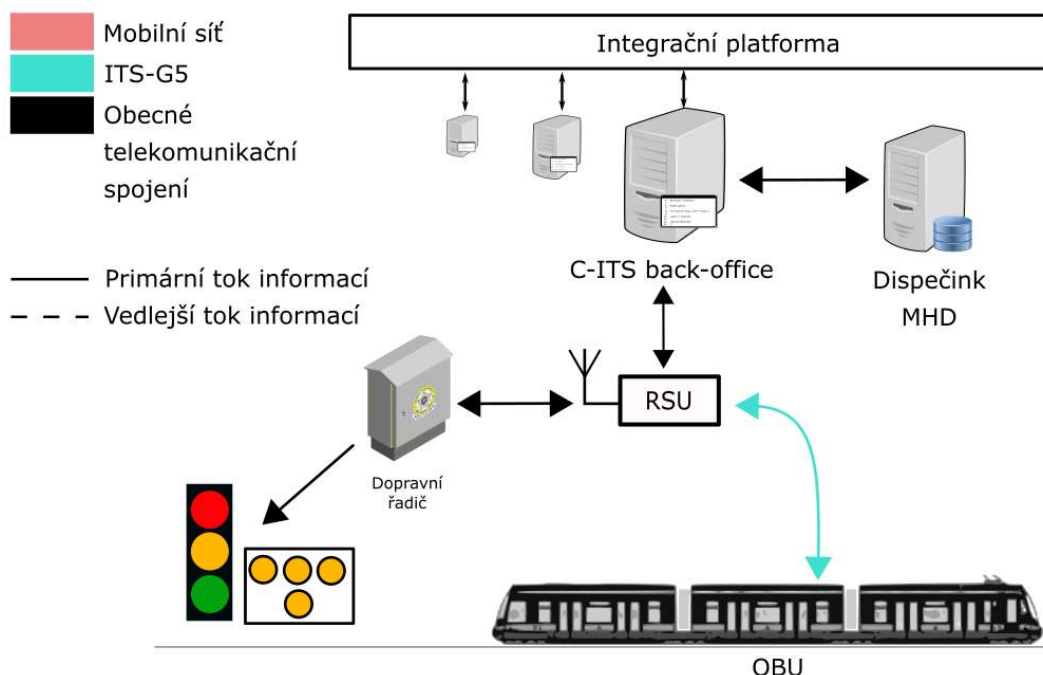 Mobilní síť
ITS-G5
Obecné
telekomunikační
spojení
Integrační platforma
C-ITS back-office
Dispečink
MHD
Primární tok informací
Vedlejší tok informací
RSU
Dopravní
řadič
OBU